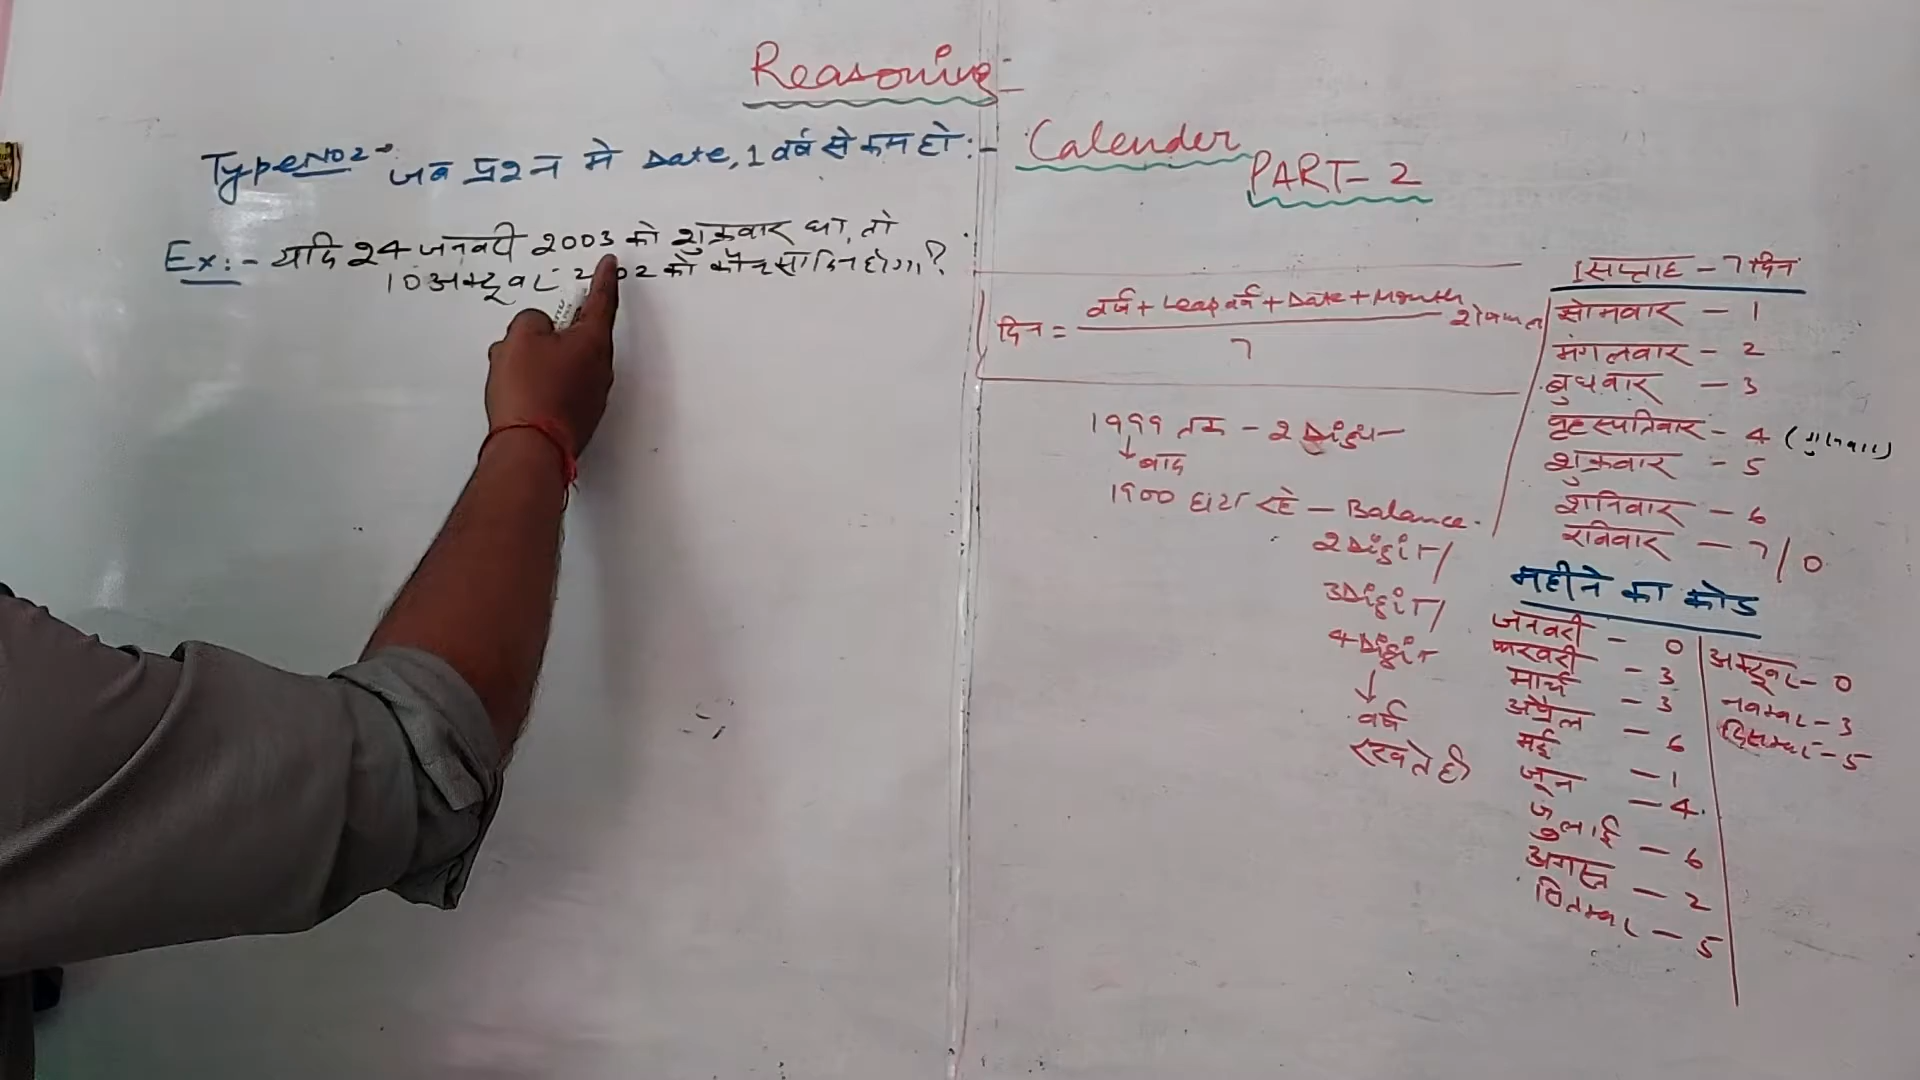 Reasoning:-
Calender
PART-2
Type NO2- जब प्रश्न मे Date, 1 वर्ष से कम हो:-
Ex:- यदि 24 जनवरी 2003 को शुक्रवार था, तो
10 अक्टूबर 2002 को कौन सा दिन होगा?
दिन = वर्ष + Leap वर्ष + Date + Month
7
1999 तक - 2 Digit
बाद
1900 घटा रहे - Balance.
2 Digit/
3 Digit/
4 Digit
वर्ष
रखते हैं
1 सप्ताह - 7 दिन
सोमवार - 1
मंगलवार - 2
बुधवार - 3
वृहस्पतिवार - 4 (गुरुवार)
शुक्रवार - 5
शनिवार - 6
रविवार - 7/0
महीने का कोड
जनवरी - 0
फरवरी - 3
मार्च - 3
अप्रैल - 6
मई - 1
जून - 4
जुलाई - 6
अगस्त - 2
सितम्बर - 5
अक्टूबर - 0
नवम्बर - 3
दिसम्बर - 5